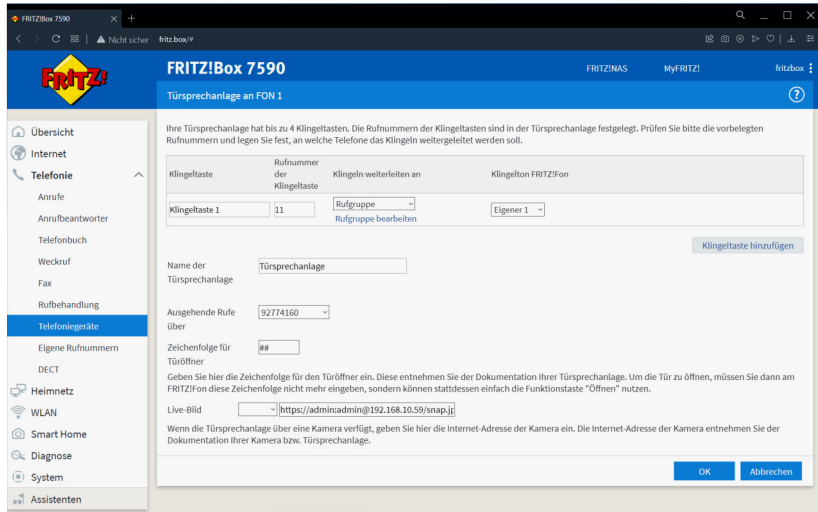 FRITZ!Box 7590
Nicht sicher fritz.box/#
FRITZ!
FRITZ!Box 7590
FRITZ!NAS
MyFRITZ!
fritzbox
Türsprechanlage an FON 1
?
Übersicht
Internet
Telefonie
Anrufe
Anrufbeantworter
Telefonbuch
Weckruf
Fax
Rufbehandlung
Telefoniegeräte
Eigene Rufnummern
DECT
Heimnetz
WLAN
Smart Home
Diagnose
System
Assistenten
Ihre Türsprechanlage hat bis zu 4 Klingeltasten. Die Rufnummern der Klingeltasten sind in der Türsprechanlage festgelegt. Prüfen Sie bitte die vorbelegten
Rufnummern und legen Sie fest, an welche Telefone das Klingeln weitergeleitet werden soll.
Klingeltaste
Rufnummer
der
Klingeltaste
Klingeln weiterleiten an
Klingelton FRITZ!Fon
Klingeltaste 1
11
Rufgruppe
Rufgruppe bearbeiten
Eigener 1
Klingeltaste hinzufügen
Name der
Türsprechanlage
Türsprechanlage
Ausgehende Rufe
über
92774160
Zeichenfolge für
Türöffner
##
Geben Sie hier die Zeichenfolge für den Türöffner ein. Diese entnehmen Sie der Dokumentation Ihrer Türsprechanlage. Um die Tür zu öffnen, müssen Sie dann am
FRITZ!Fon diese Zeichenfolge nicht mehr eingeben, sondern können stattdessen einfach die Funktionstaste "Öffnen" nutzen.
Live-Bild
https://admin:admin@192.168.10.59/snap.jp
Wenn die Türsprechanlage über eine Kamera verfügt, geben Sie hier die Internet-Adresse der Kamera ein. Die Internet-Adresse der Kamera entnehmen Sie der
Dokumentation Ihrer Kamera bzw. Türsprechanlage.
OK
Abbrechen